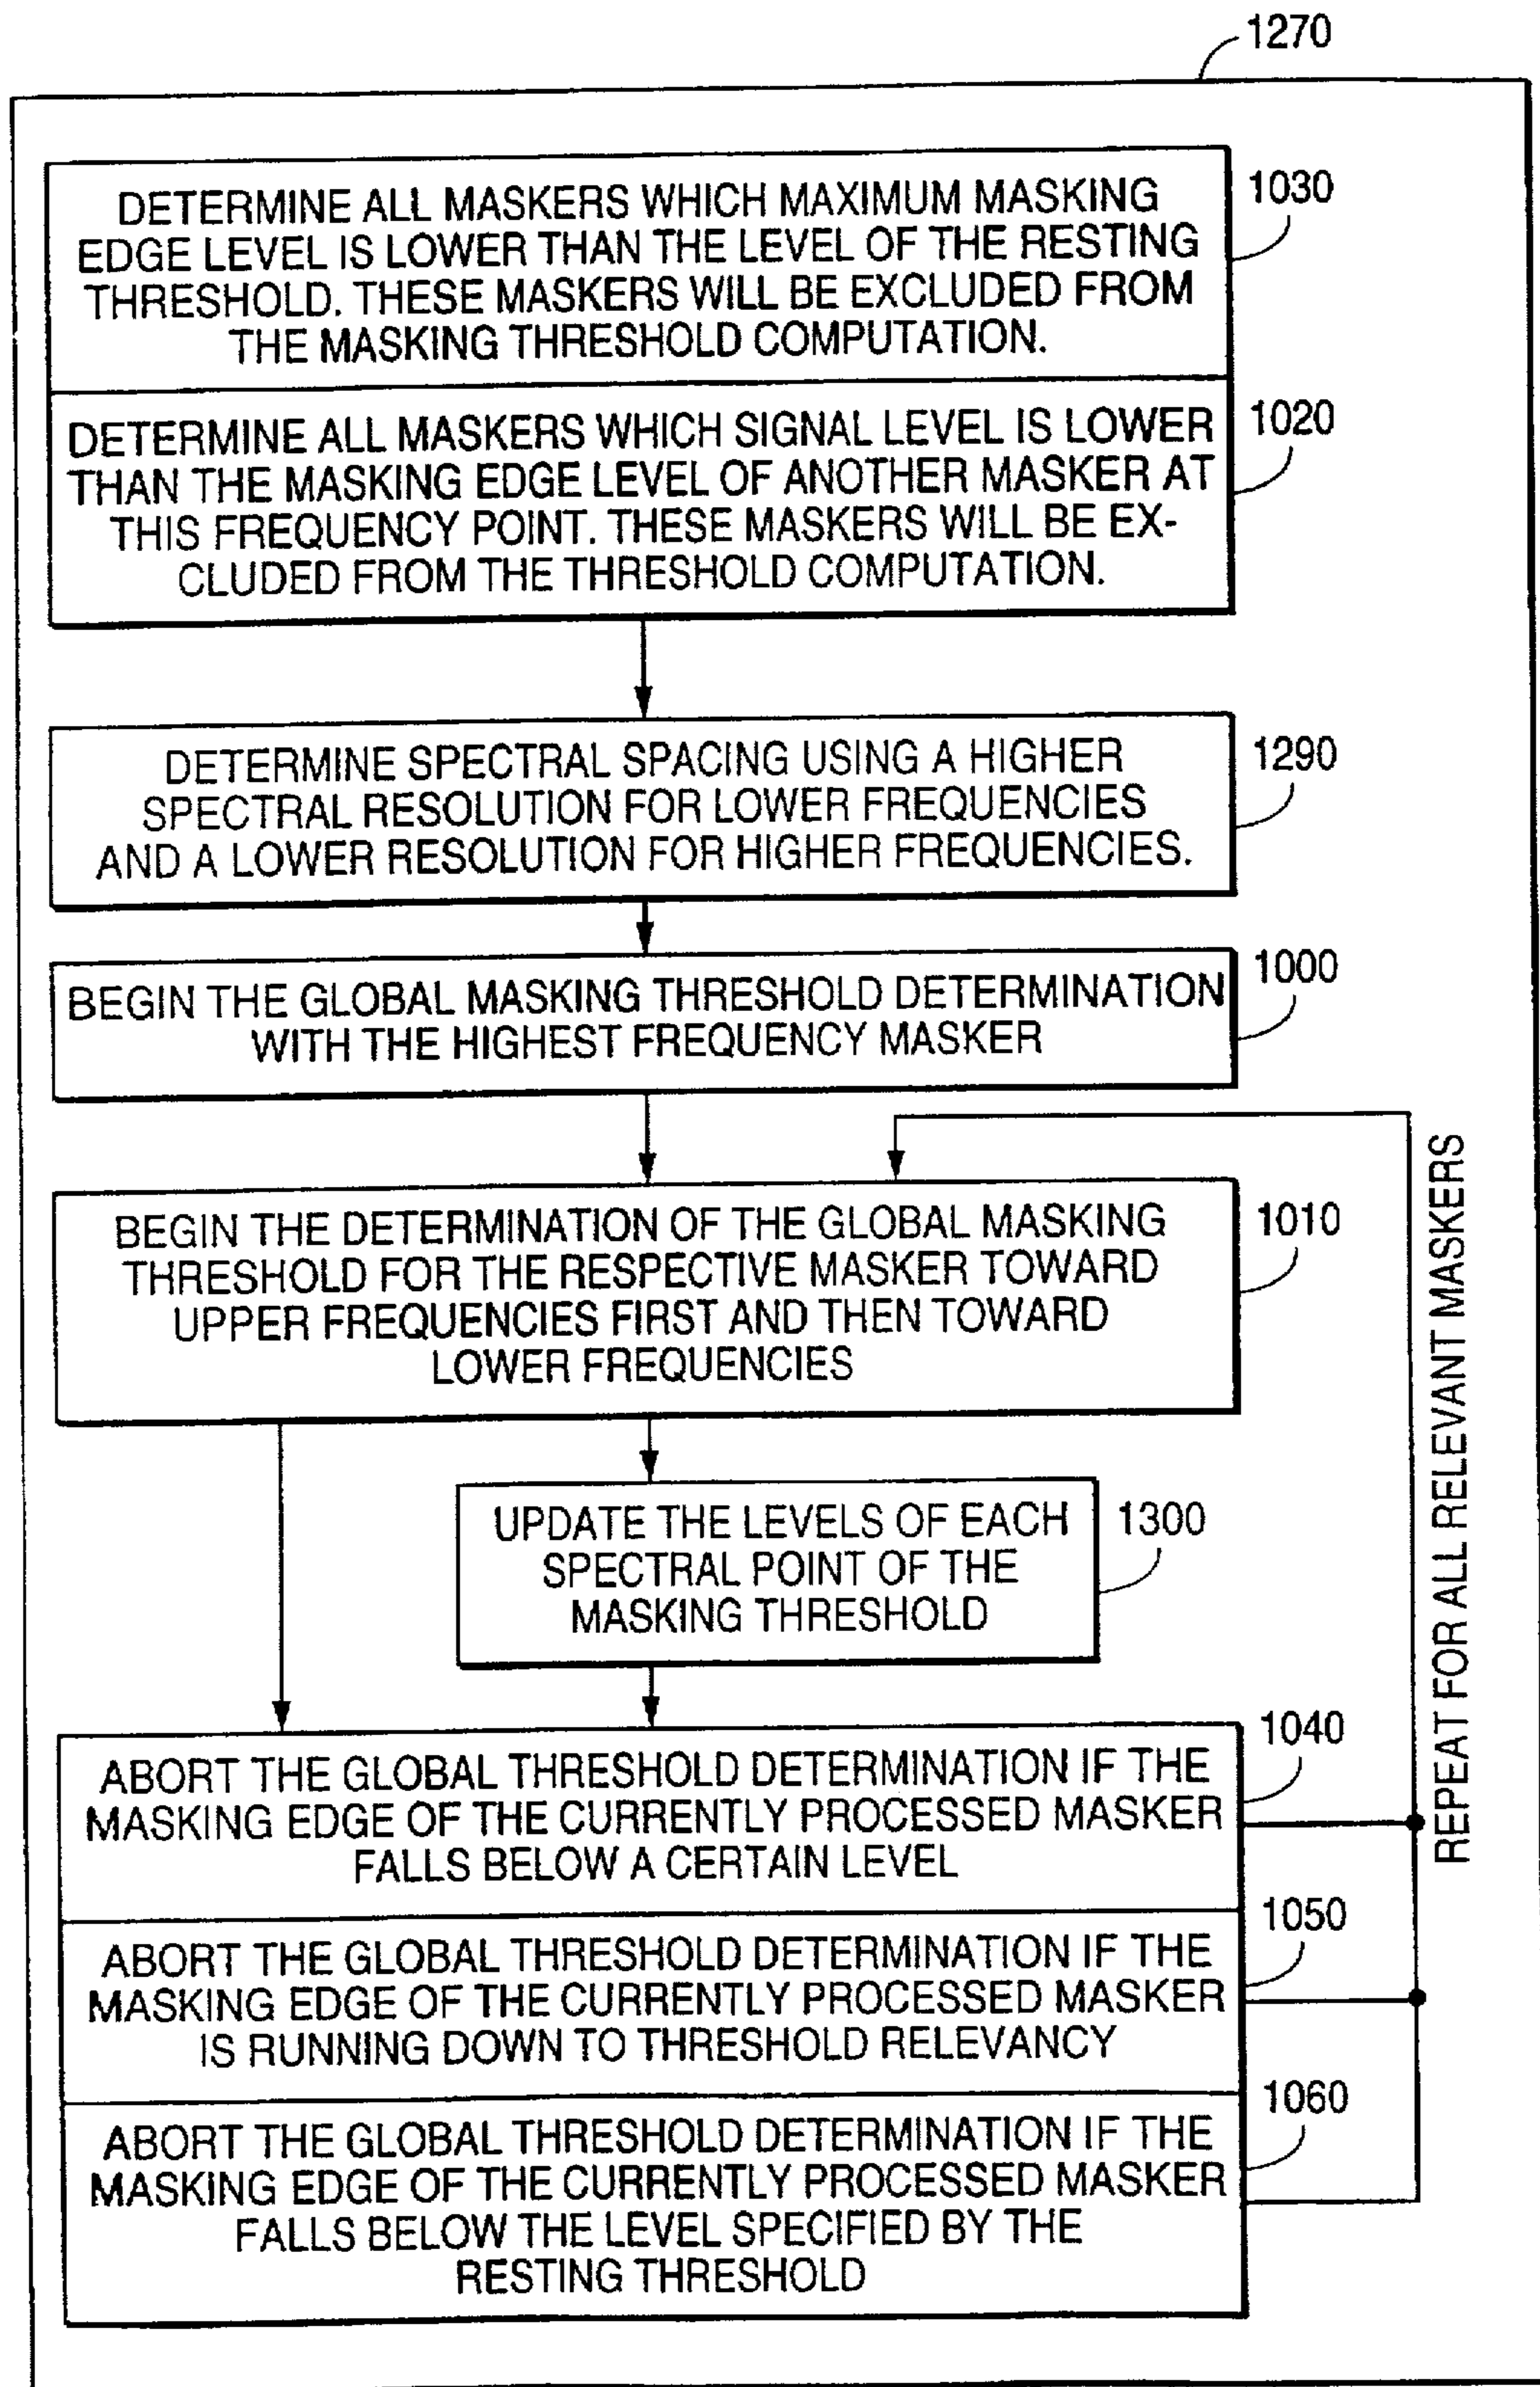 1270
DETERMINE ALL MASKERS WHICH MAXIMUM MASKING
EDGE LEVEL IS LOWER THAN THE LEVEL OF THE RESTING
THRESHOLD. THESE MASKERS WILL BE EXCLUDED FROM
THE MASKING THRESHOLD COMPUTATION.
1030
DETERMINE ALL MASKERS WHICH SIGNAL LEVEL IS LOWER
THAN THE MASKING EDGE LEVEL OF ANOTHER MASKER AT
THIS FREQUENCY POINT. THESE MASKERS WILL BE EX-
CLUDED FROM THE THRESHOLD COMPUTATION.
1020
DETERMINE SPECTRAL SPACING USING A HIGHER
SPECTRAL RESOLUTION FOR LOWER FREQUENCIES
AND A LOWER RESOLUTION FOR HIGHER FREQUENCIES.
1290
BEGIN THE GLOBAL MASKING THRESHOLD DETERMINATION
WITH THE HIGHEST FREQUENCY MASKER
1000
BEGIN THE DETERMINATION OF THE GLOBAL MASKING
THRESHOLD FOR THE RESPECTIVE MASKER TOWARD
UPPER FREQUENCIES FIRST AND THEN TOWARD
LOWER FREQUENCIES
1010
UPDATE THE LEVELS OF EACH
SPECTRAL POINT OF THE
MASKING THRESHOLD
1300
ABORT THE GLOBAL THRESHOLD DETERMINATION IF THE
MASKING EDGE OF THE CURRENTLY PROCESSED MASKER
FALLS BELOW A CERTAIN LEVEL
1040
ABORT THE GLOBAL THRESHOLD DETERMINATION IF THE
MASKING EDGE OF THE CURRENTLY PROCESSED MASKER
IS RUNNING DOWN TO THRESHOLD RELEVANCY
1050
ABORT THE GLOBAL THRESHOLD DETERMINATION IF THE
MASKING EDGE OF THE CURRENTLY PROCESSED MASKER
FALLS BELOW THE LEVEL SPECIFIED BY THE
RESTING THRESHOLD
1060
REPEAT FOR ALL RELEVANT MASKERS